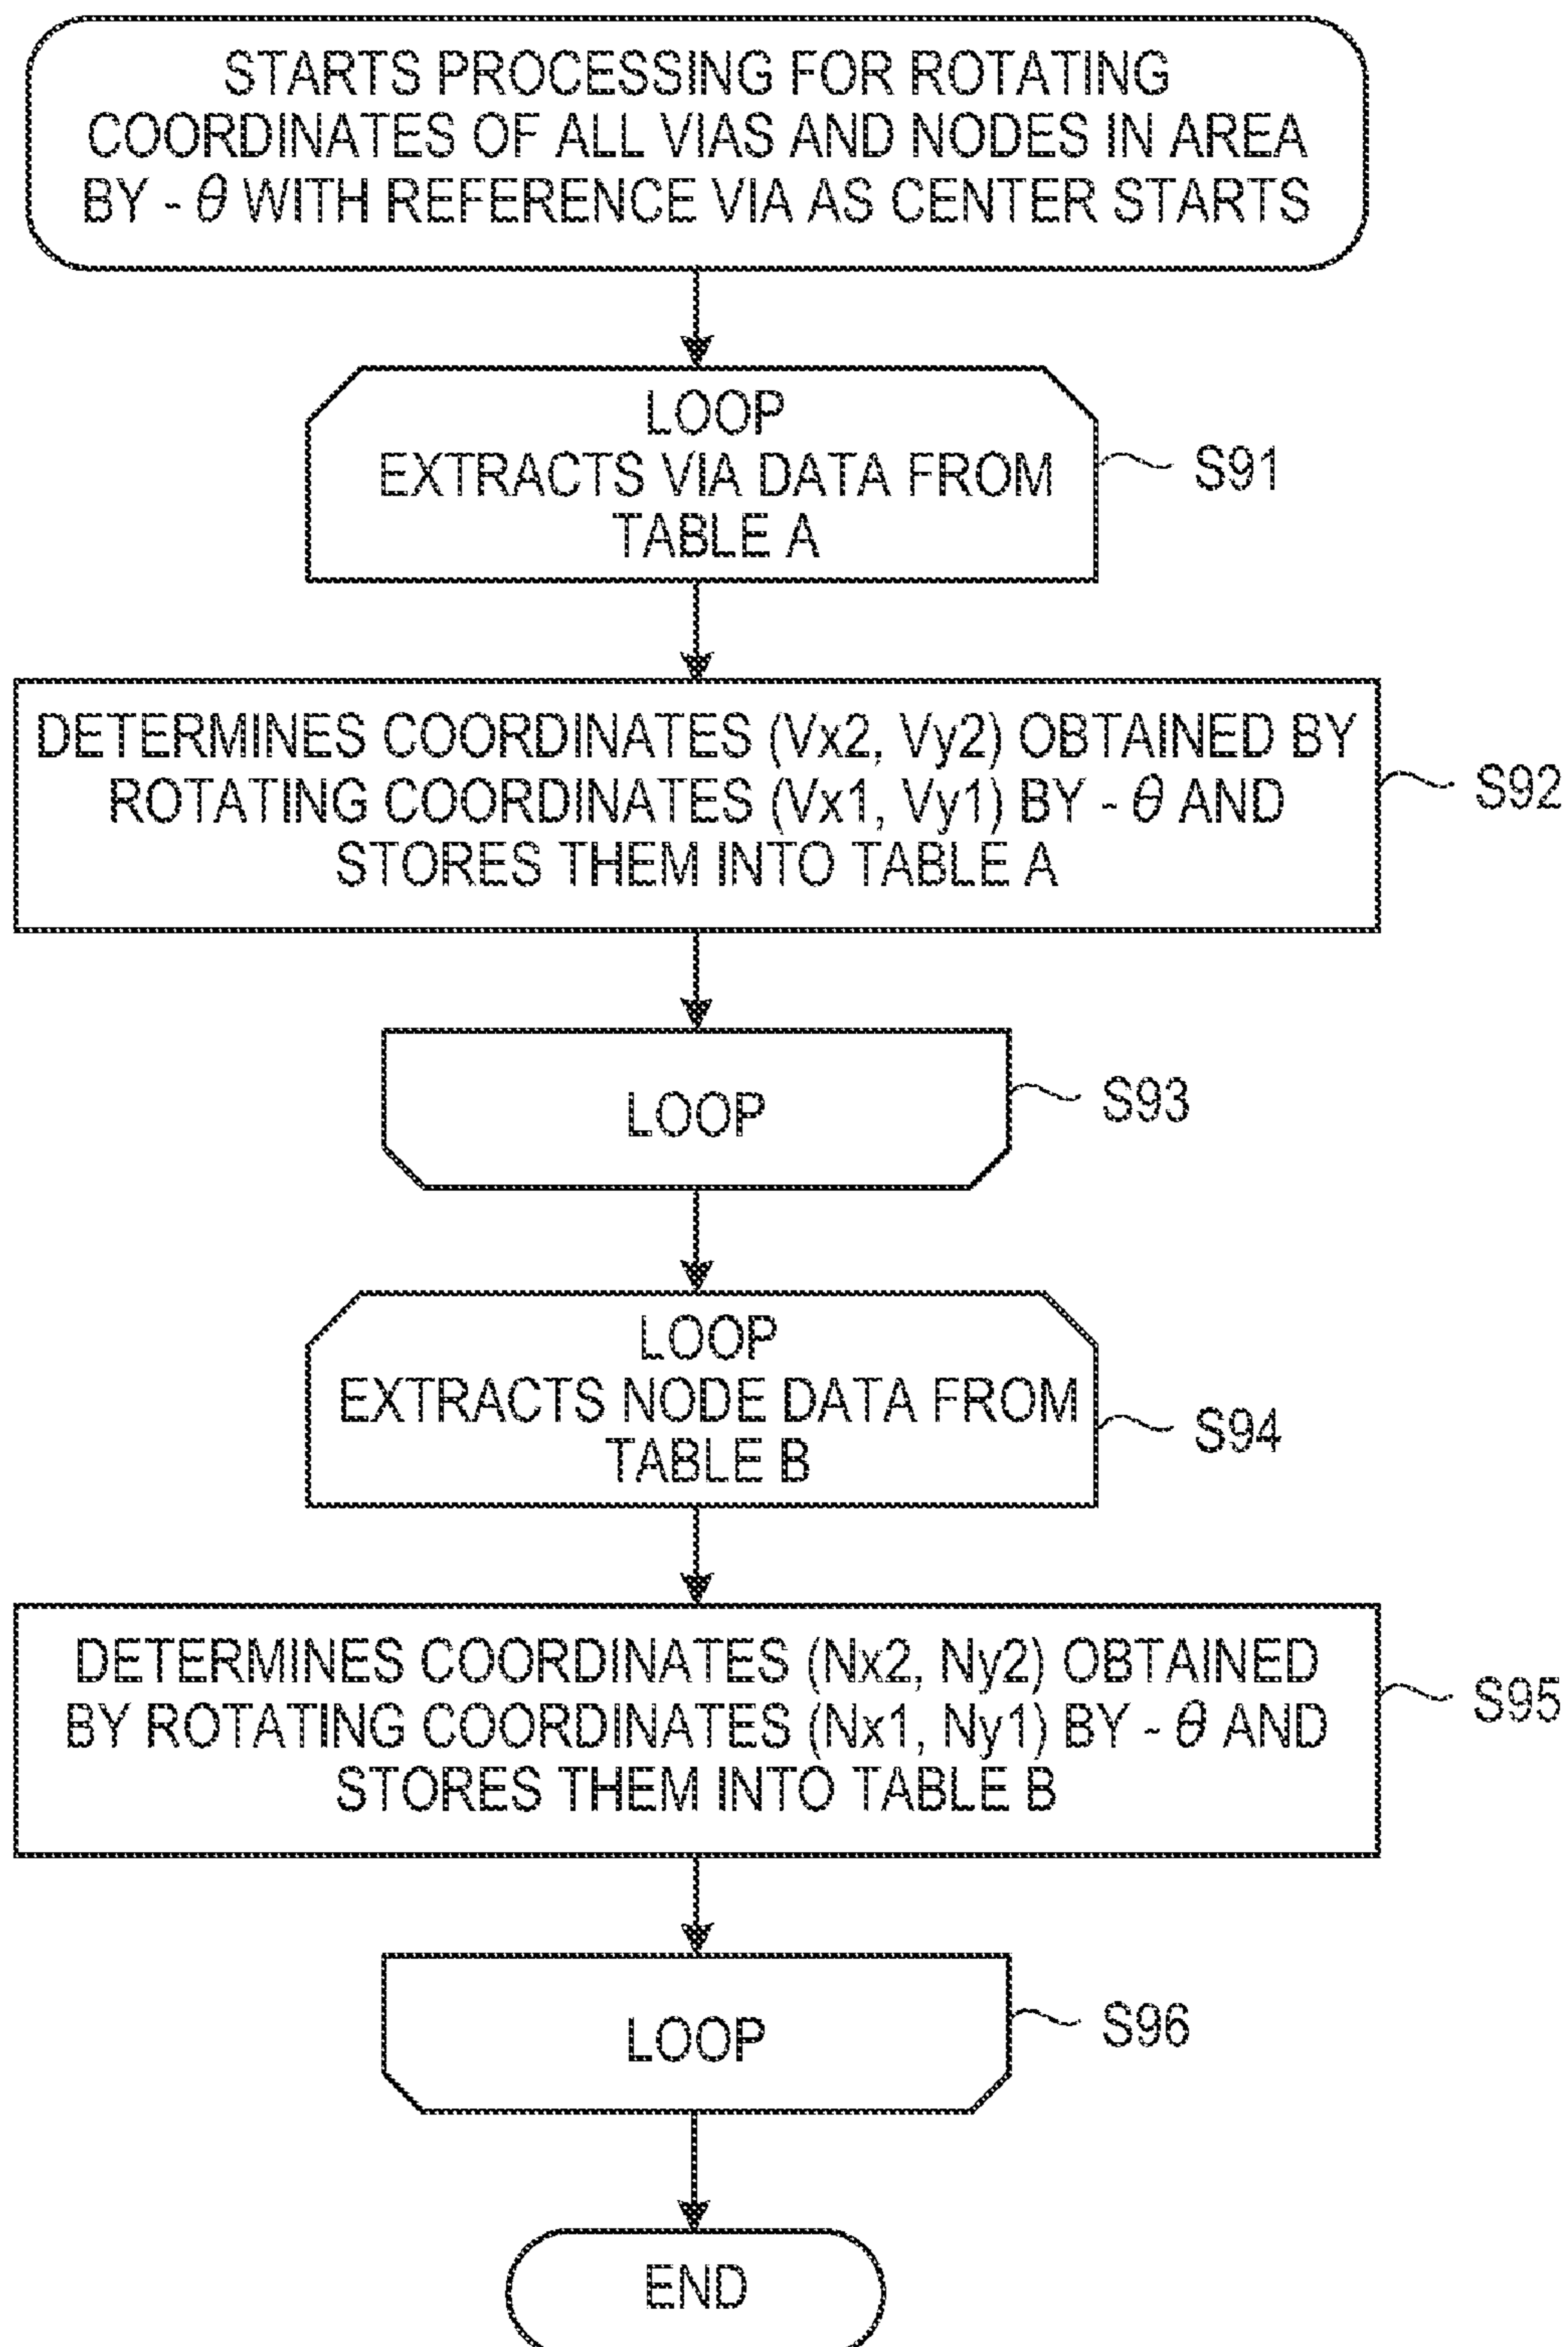 STARTS PROCESSING FOR ROTATING
COORDINATES OF ALL VIAS AND NODES IN AREA
BY - θ WITH REFERENCE VIA AS CENTER STARTS
LOOP
EXTRACTS VIA DATA FROM
TABLE A
S91
DETERMINES COORDINATES (Vx2, Vy2) OBTAINED BY
ROTATING COORDINATES (Vx1, Vy1) BY - θ AND
STORES THEM INTO TABLE A
S92
LOOP
S93
LOOP
EXTRACTS NODE DATA FROM
TABLE B
S94
DETERMINES COORDINATES (Nx2, Ny2) OBTAINED
BY ROTATING COORDINATES (Nx1, Ny1) BY - θ AND
STORES THEM INTO TABLE B
S95
LOOP
S96
END